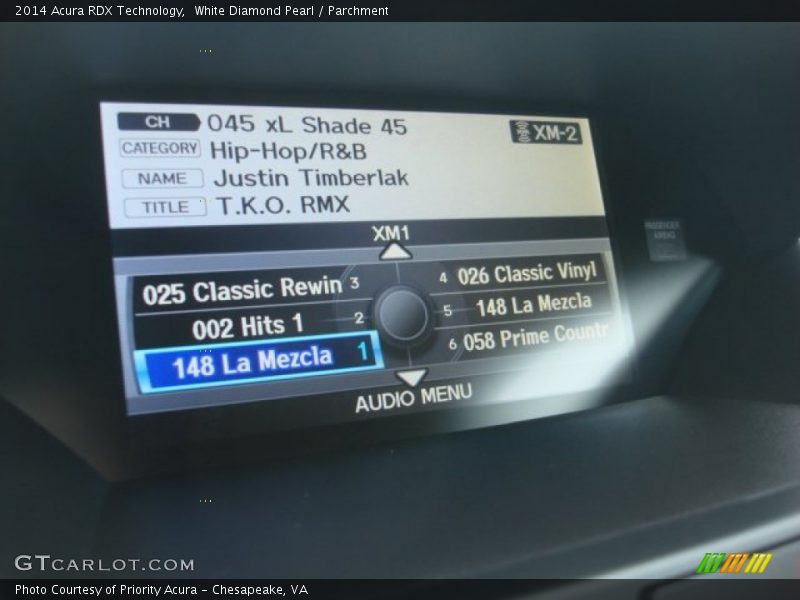 2014 Acura RDX Technology,  White Diamond Pearl / Parchment
CH 045 xL Shade 45 XM-2
CATEGORY Hip-Hop/R&B
NAME Justin Timberlak
TITLE T.K.O. RMX
XM1
025 Classic Rewin 3 4 026 Classic Vinyl
002 Hits 1 2 5 148 La Mezcla
148 La Mezcla 1 6 058 Prime Countr
AUDIO MENU
PASSENGER
AIRBAG
GTCARLOT.COM
Photo Courtesy of Priority Acura - Chesapeake, VA